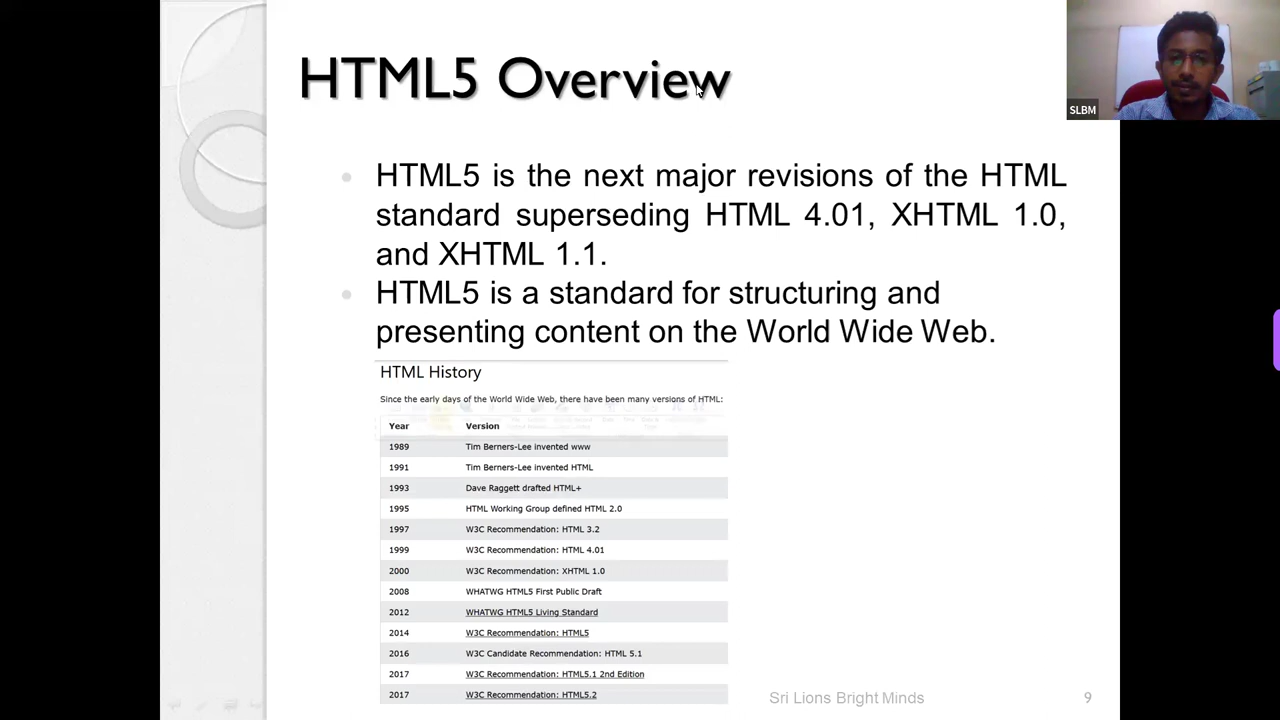 HTML5 Overview
SLBM
HTML5 is the next major revisions of the HTML
standard superseding HTML 4.01, XHTML 1.0,
and XHTML 1.1.
HTML5 is a standard for structuring and
presenting content on the World Wide Web.
HTML History
Since the early days of the World Wide Web, there have been many versions of HTML:
Year Version
1989 Tim Berners-Lee invented www
1991 Tim Berners-Lee invented HTML
1993 Dave Raggett drafted HTML+
1995 HTML Working Group defined HTML 2.0
1997 W3C Recommendation: HTML 3.2
1999 W3C Recommendation: HTML 4.01
2000 W3C Recommendation: XHTML 1.0
2008 WHATWG HTML5 First Public Draft
2012 WHATWG HTML5 Living Standard
2014 W3C Recommendation: HTML5
2016 W3C Candidate Recommendation: HTML 5.1
2017 W3C Recommendation: HTML5.1 2nd Edition
2017 W3C Recommendation: HTML5.2
Sri Lions Bright Minds 9